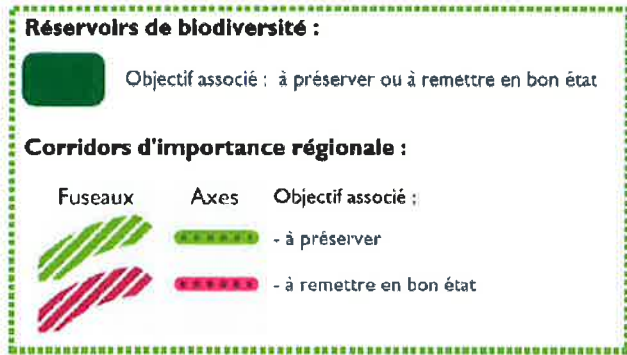 Réservoirs de biodiversité :
Objectif associé : à préserver ou à remettre en bon état
Corridors d'importance régionale :
Fuseaux Axes Objectif associé :
- à préserver
- à remettre en bon état